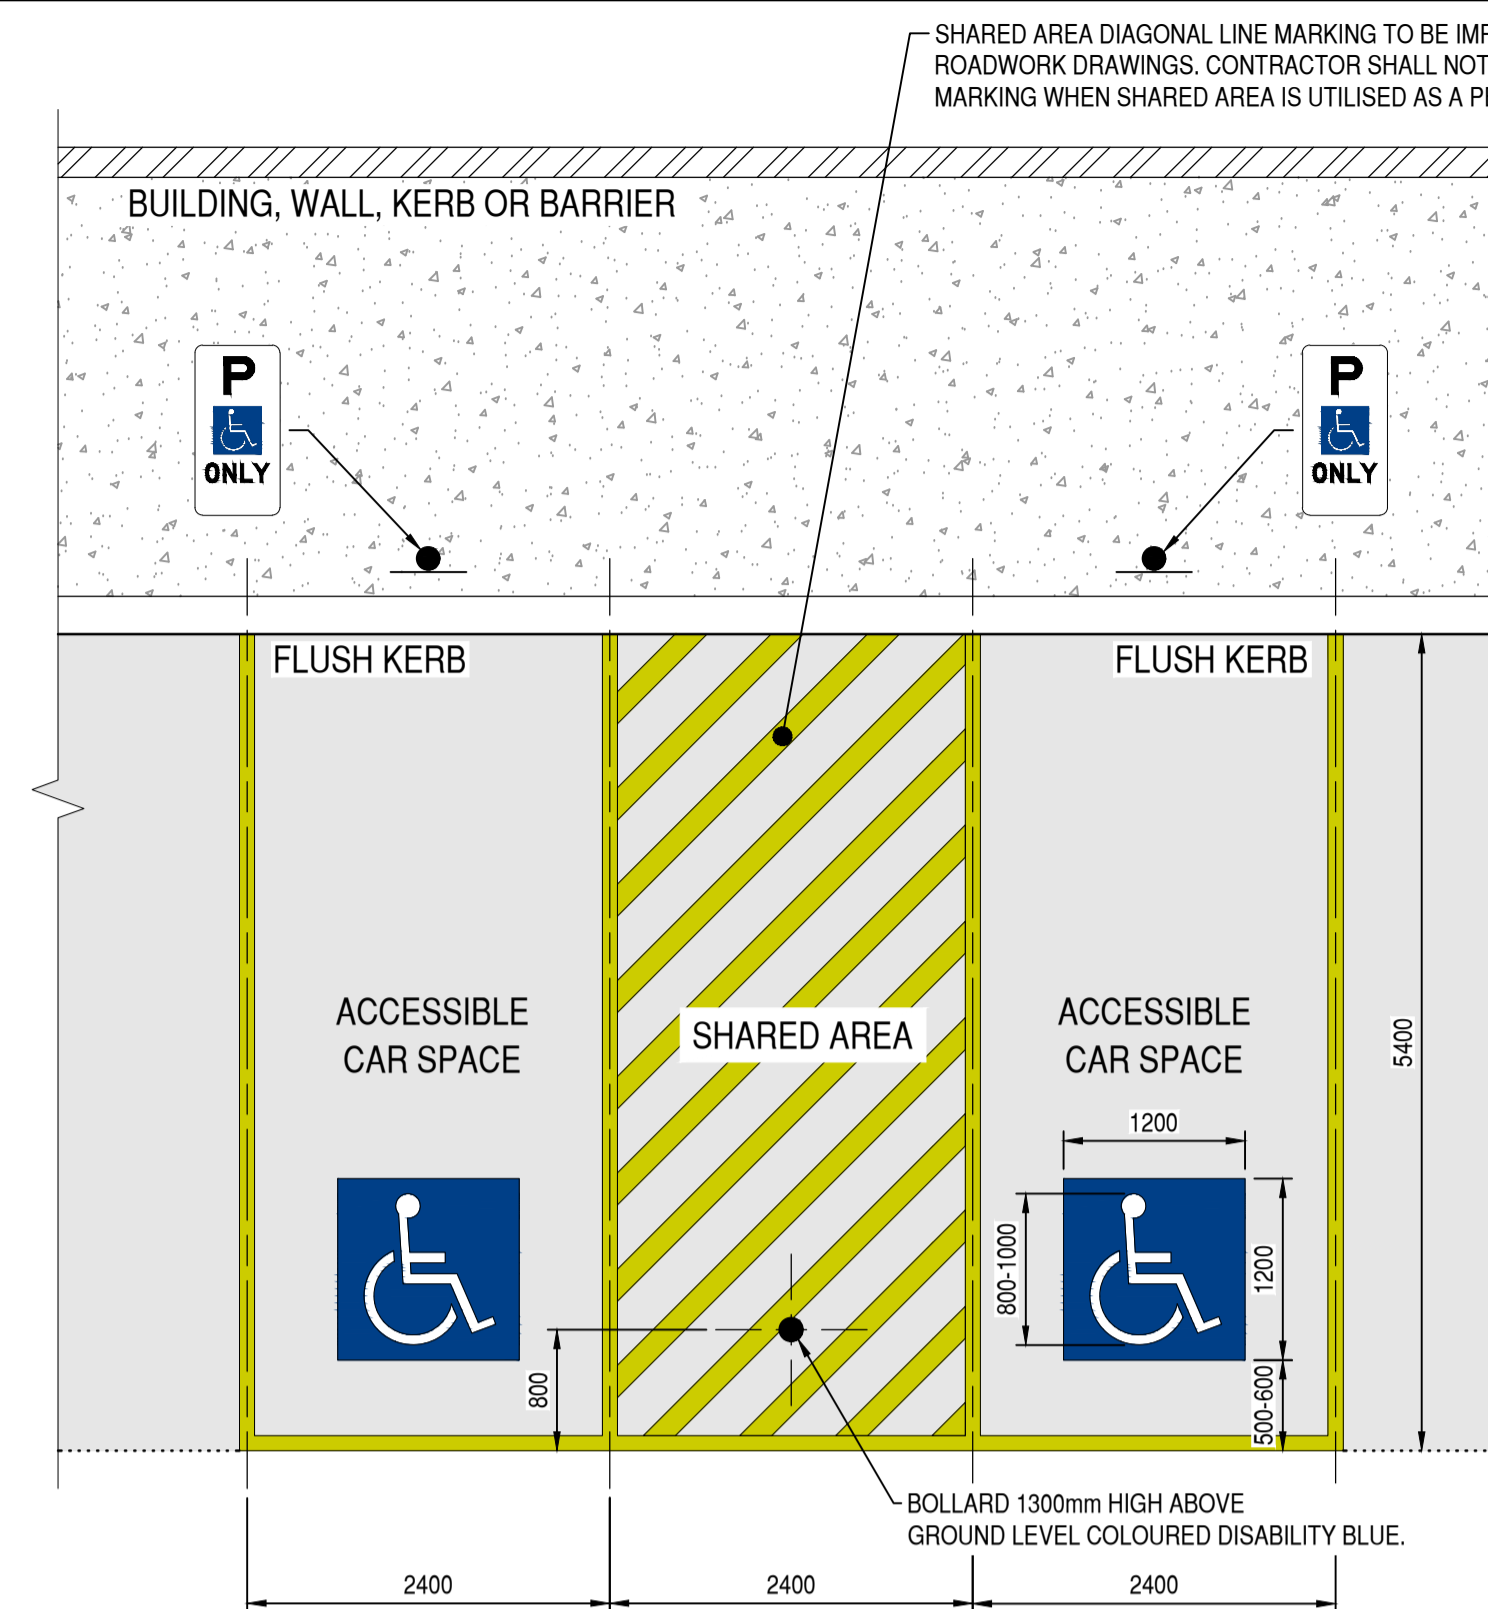 SHARED AREA DIAGONAL LINE MARKING TO BE
ROADWORK DRAWINGS. CONTRACTOR SHALL NOT
MARKING WHEN SHARED AREA IS UTILISED AS A
BUILDING, WALL, KERB OR BARRIER
P
ONLY
P
ONLY
FLUSH KERB
FLUSH KERB
ACCESSIBLE
CAR SPACE
SHARED AREA
ACCESSIBLE
CAR SPACE
5400
1200
800-1000
1200
800
500-600
BOLLARD 1300mm HIGH ABOVE
GROUND LEVEL COLOURED DISABILITY BLUE.
2400
2400
2400